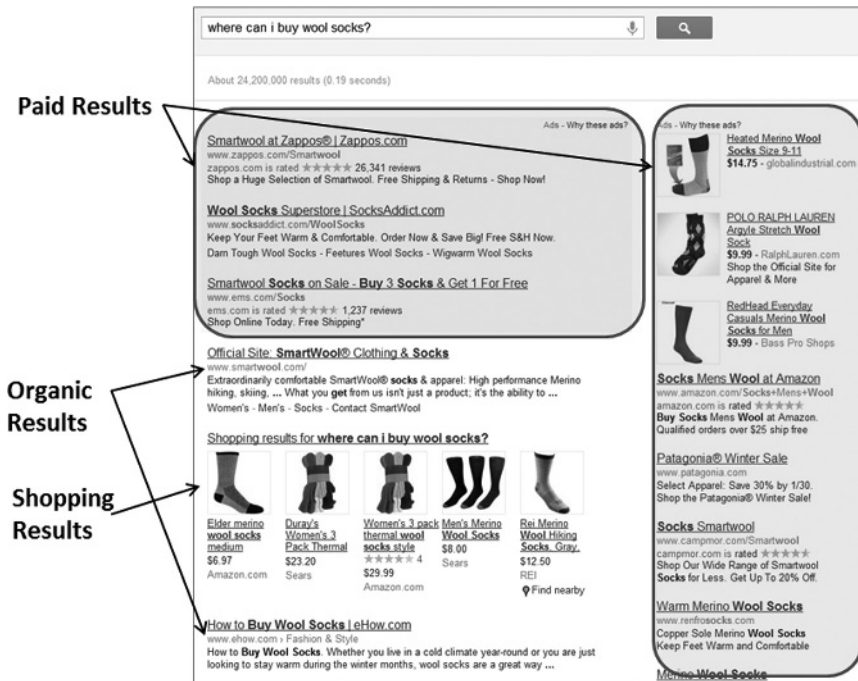 where can i buy wool socks?
About 24,200,000 results (0.19 seconds)
Paid Results
Ads - Why these ads?
Smartwool at Zappos® | Zappos.com
www.zappos.com/Smartwool
zappos.com is rated ★★★★★ 26,341 reviews
Shop a Huge Selection of Smartwool. Free Shipping & Returns - Shop Now!
Wool Socks Superstore | SocksAddict.com
www.socksaddict.com/WoolSocks
Keep Your Feet Warm & Comfortable. Order Now & Save Big! Free S&H Now.
Darn Tough Wool Socks - Feetures Wool Socks - Wigwarm Wool Socks
Smartwool Socks on Sale - Buy 3 Socks & Get 1 For Free
www.ems.com/Socks
ems.com is rated ★★★★★ 1,237 reviews
Shop Online Today. Free Shipping*
Organic
Results
Official Site: SmartWool® Clothing & Socks
www.smartwool.com/
Extraordinarily comfortable SmartWool® socks & apparel: High performance Merino
hiking, skiing, ... What you get from us isn't just a product; it's the ability to ...
Women's - Men's - Socks - Contact SmartWool
Shopping
Results
Shopping results for where can i buy wool socks?
Elder merino
wool socks
medium
$6.97
Amazon.com
Duray's
Women's 3
Pack Thermal
$23.20
Sears
Women's 3 pack
thermal wool
socks style
★★★★★ 4
$29.99
Amazon.com
Men's Merino
Wool Socks
$8.00
Sears
Rei Merino
Wool Hiking
Socks, Gray,
$12.50
REI
Find nearby
How to Buy Wool Socks | eHow.com
www.ehow.com › Fashion & Style
How to Buy Wool Socks. Whether you live in a cold climate year-round or you are just
looking to stay warm during the winter months, wool socks are a great way ...
Ads - Why these ads?
Heated Merino Wool
Socks Size 9-11
$14.75 - globalindustrial.com
POLO RALPH LAUREN
Argyle Stretch Wool
Sock
$9.99 - RalphLauren.com
Shop the Official Site for
Apparel & More
RedHead Everyday
Casuals Merino Wool
Socks for Men
$9.99 - Bass Pro Shops
Socks Mens Wool at Amazon
www.amazon.com/Socks+Mens+Wool
amazon.com is rated ★★★★★
Buy Socks Mens Wool at Amazon.
Qualified orders over $25 ship free
Patagonia® Winter Sale
www.patagonia.com
Select Apparel: Save 30% by 1/30.
Shop the Patagonia® Winter Sale!
Socks Smartwool
www.campmor.com/Smartwool
campmor.com is rated ★★★★★
Shop Our Wide Range of Smartwool
Socks for Less. Get Up To 20% Off.
Warm Merino Wool Socks
www.renfrosocks.com
Copper Sole Merino Wool Socks
Keep Feet Warm and Comfortable
Merino Wool Socks